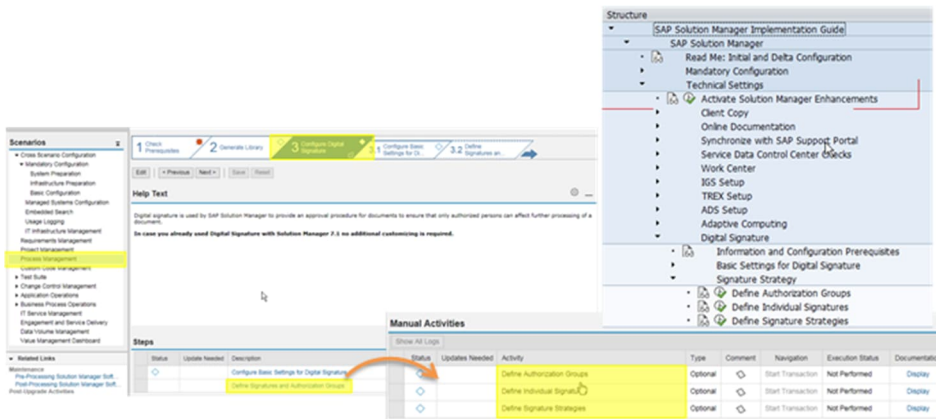 Structure
SAP Solution Manager Implementation Guide
SAP Solution Manager
Read Me: Initial and Delta Configuration
Mandatory Configuration
Technical Settings
Activate Solution Manager Enhancements
Client Copy
Online Documentation
Synchronize with SAP Support Portal
Service Data Control Center Checks
Work Center
IGS Setup
TREX Setup
ADS Setup
Adaptive Computing
Digital Signature
Information and Configuration Prerequisites
Basic Settings for Digital Signature
Signature Strategy
Define Authorization Groups
Define Individual Signatures
Define Signature Strategies
Scenarios
Cross Scenario Configuration
Mandatory Configuration
System Preparation
Infrastructure Preparation
Basic Configuration
Managed Systems Configuration
Embedded Search
Usage Logging
IT Infrastructure Management
Requirements Management
Project Management
Process Management
Custom Code Management
Test Suite
Change Control Management
Application Operations
Business Process Operations
IT Service Management
Engagement and Service Delivery
Data Volume Management
Value Management Dashboard
Related Links
Maintenance
Pre-Processing Solution Manager Soft...
Post-Processing Solution Manager Soft...
Post-Upgrade Activities
1 Check Prerequisites
2 Generate Library
3 Configure Digital Signature
3.1 Configure Basic Settings for Di...
3.2 Define Signatures an...
Edit < Previous Next > Save Reset
Help Text
Digital signature is used by SAP Solution Manager to provide an approval procedure for documents to ensure that only authorized persons can affect further processing of a
document.
In case you already used Digital Signature with Solution Manager 7.1 no additional customizing is required.
Steps
Status Update Needed Description
Configure Basic Settings for Digital Signature
Define Signatures and Authorization Groups
Manual Activities
Show All Logs
Status Updates Needed Activity Type Comment Navigation Execution Status Documentatio
Define Authorization Groups Optional Start Transaction Not Performed Display
Define Individual Signatu Optional Start Transaction Not Performed Display
Define Signature Strategies Optional Start Transaction Not Performed Display